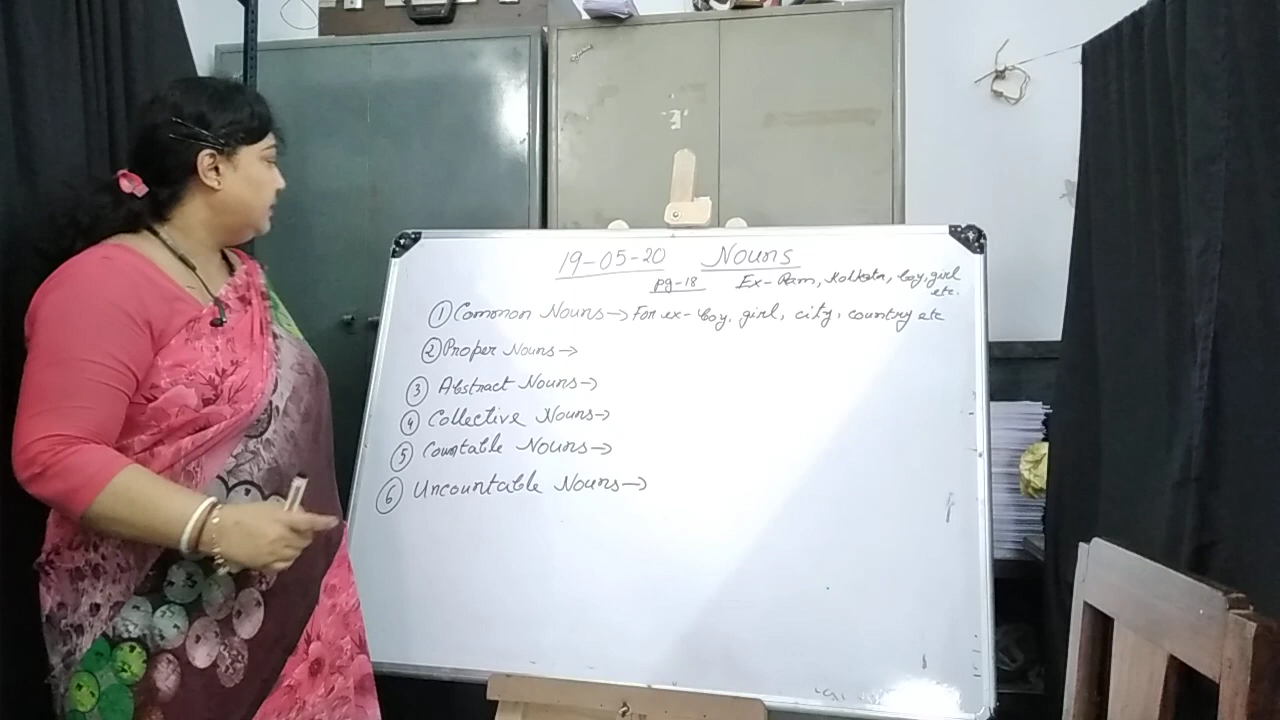 19-05-20 Nouns
pg-18 Ex- Ram, Kolkata, boy, girl
etc.
① Common Nouns→ For ex- boy, girl, city, country etc
② Proper Nouns→
③ Abstract Nouns→
④ Collective Nouns→
⑤ Countable Nouns→
⑥ Uncountable Nouns→